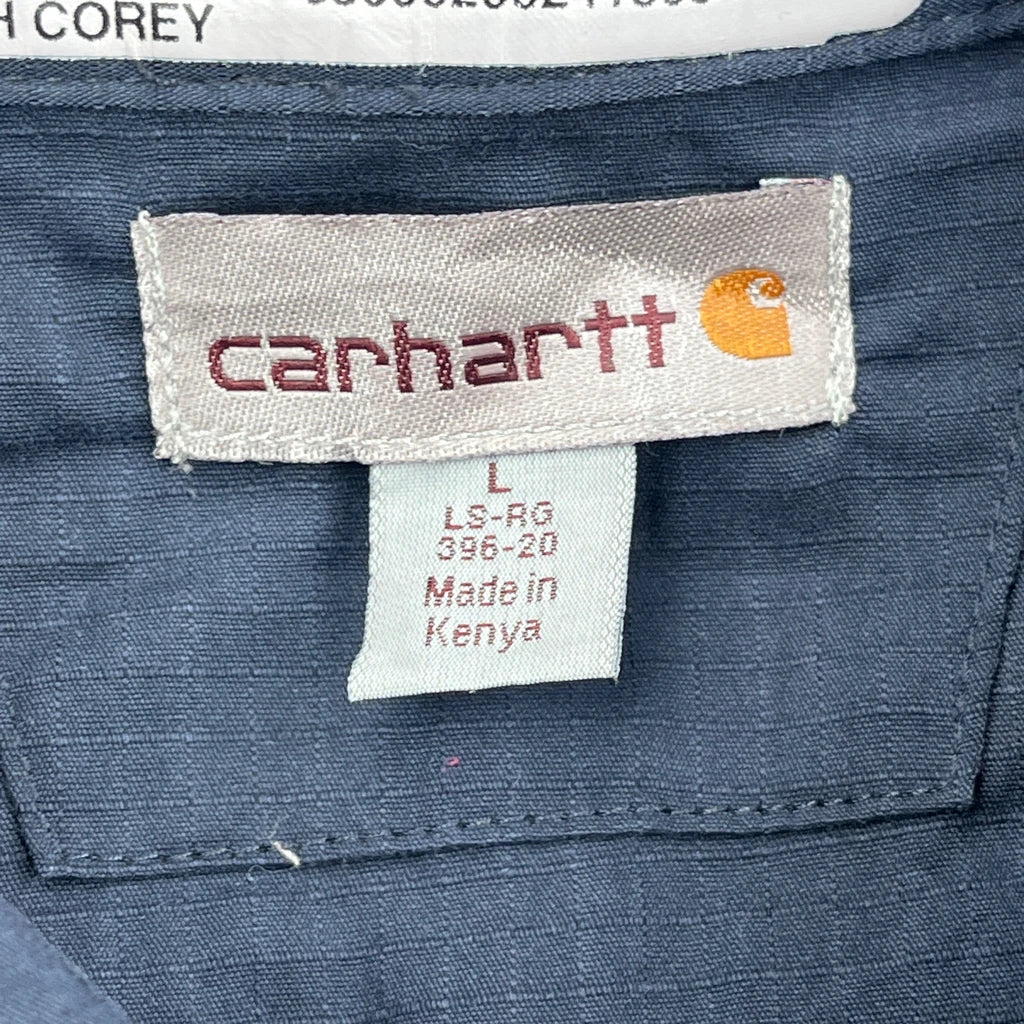 H COREY
carhartt
L
LS-RG
396-20
Made in
Kenya